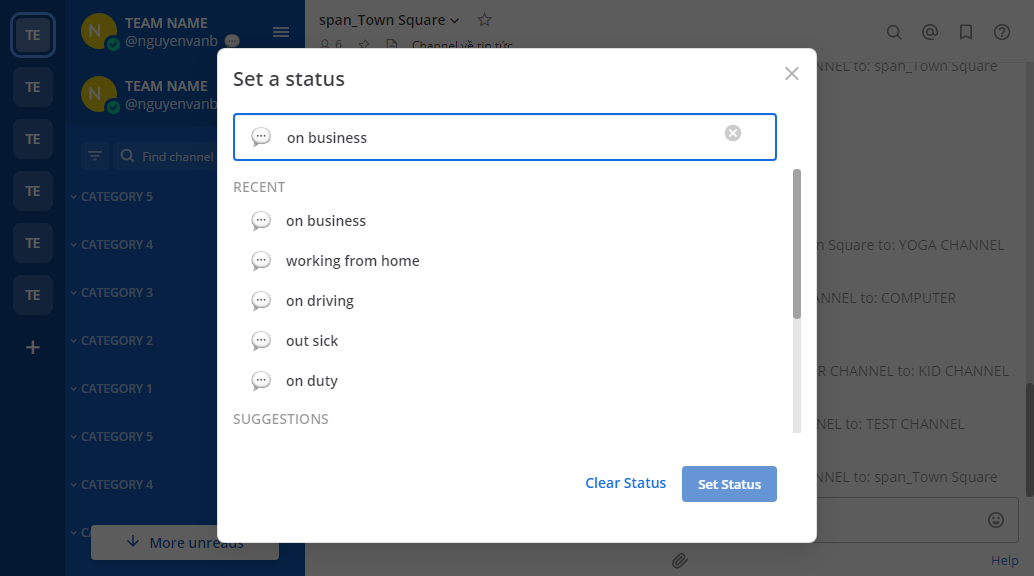 TE
TE
TE
TE
TE
TE
N
TEAM NAME
@nguyenvanb
N
TEAM NAME
@nguyenvanb
Find channel
CATEGORY 5
CATEGORY 4
CATEGORY 3
CATEGORY 2
CATEGORY 1
CATEGORY 5
CATEGORY 4
CA
More unreads
span_Town Square
6
Channel về tin tức
Set a status
on business
RECENT
on business
working from home
on driving
out sick
on duty
SUGGESTIONS
Clear Status
Set Status
NNEL to: span_Town Square
n Square to: YOGA CHANNEL
ANNEL to: COMPUTER
R CHANNEL to: KID CHANNEL
NEL to: TEST CHANNEL
NNEL to: span_Town Square
Help